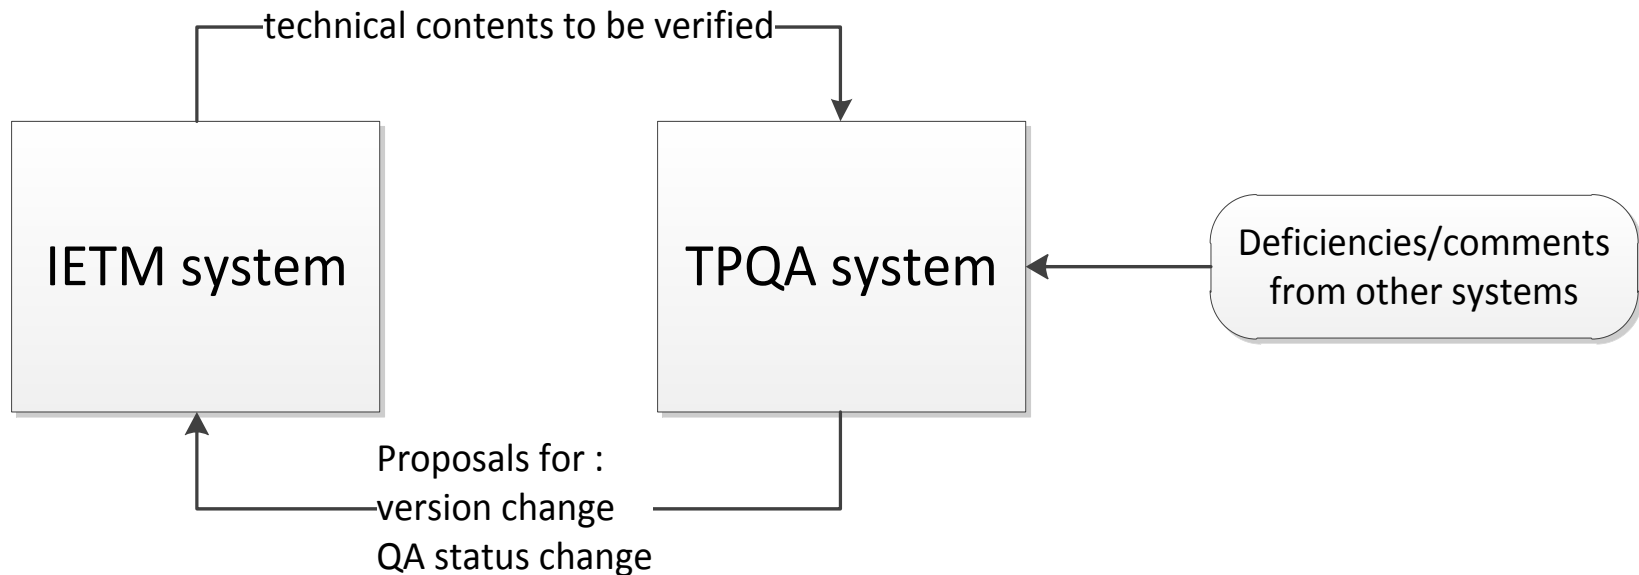 technical contents to be verified
IETM system
TPQA system
Deficiencies/comments
from other systems
Proposals for :
version change
QA status change